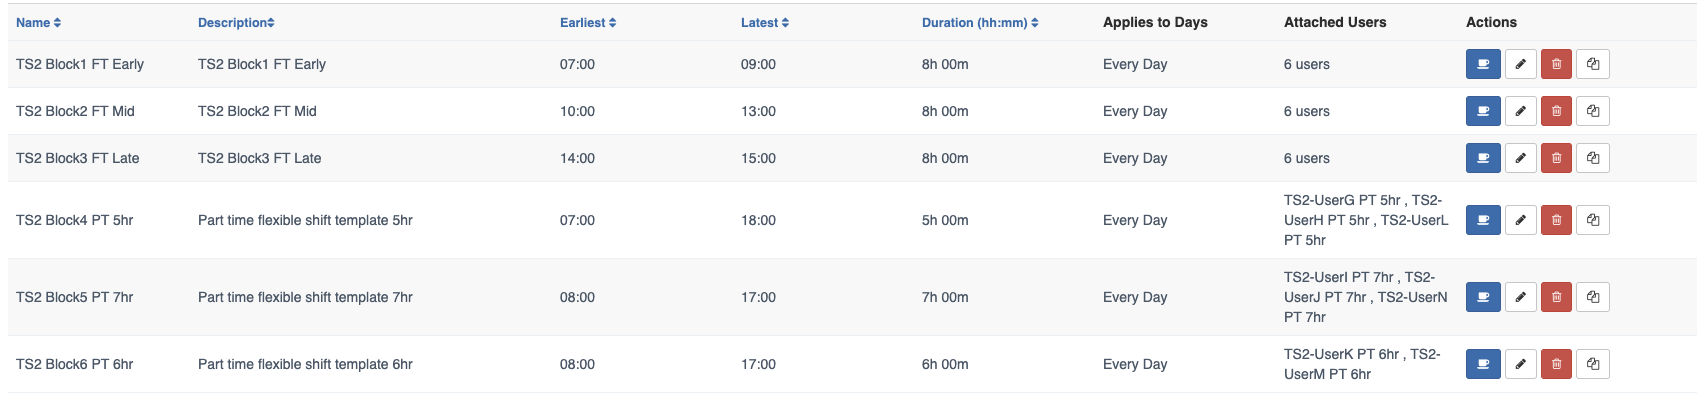 Name Description Earliest Latest Duration (hh:mm) Applies to Days Attached Users Actions
TS2 Block1 FT Early TS2 Block1 FT Early 07:00 09:00 8h 00m Every Day 6 users
TS2 Block2 FT Mid TS2 Block2 FT Mid 10:00 13:00 8h 00m Every Day 6 users
TS2 Block3 FT Late TS2 Block3 FT Late 14:00 15:00 8h 00m Every Day 6 users
TS2 Block4 PT 5hr Part time flexible shift template 5hr 07:00 18:00 5h 00m Every Day TS2-UserG PT 5hr , TS2-
UserH PT 5hr , TS2-UserL
PT 5hr
TS2 Block5 PT 7hr Part time flexible shift template 7hr 08:00 17:00 7h 00m Every Day TS2-UserI PT 7hr , TS2-
UserJ PT 7hr , TS2-UserN
PT 7hr
TS2 Block6 PT 6hr Part time flexible shift template 6hr 08:00 17:00 6h 00m Every Day TS2-UserK PT 6hr , TS2-
UserM PT 6hr